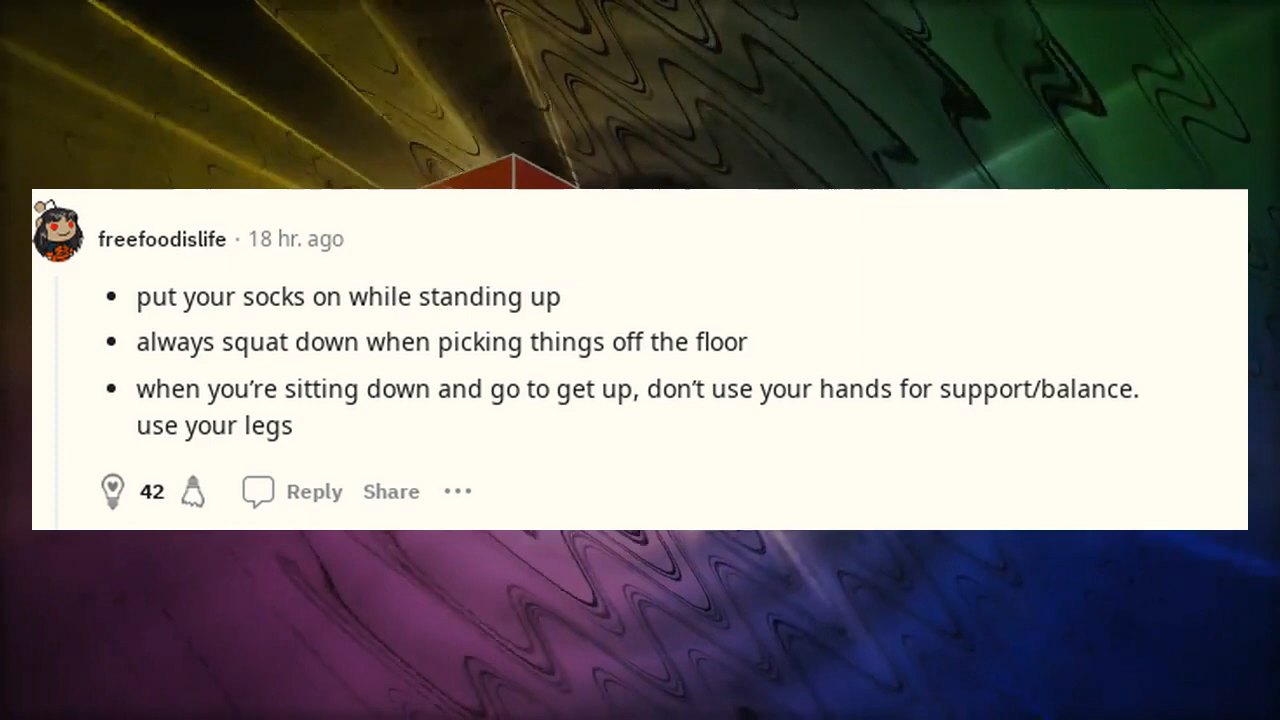 freefoodislife · 18 hr. ago
• put your socks on while standing up
• always squat down when picking things off the floor
• when you’re sitting down and go to get up, don’t use your hands for support/balance.
use your legs
42 Reply Share •••